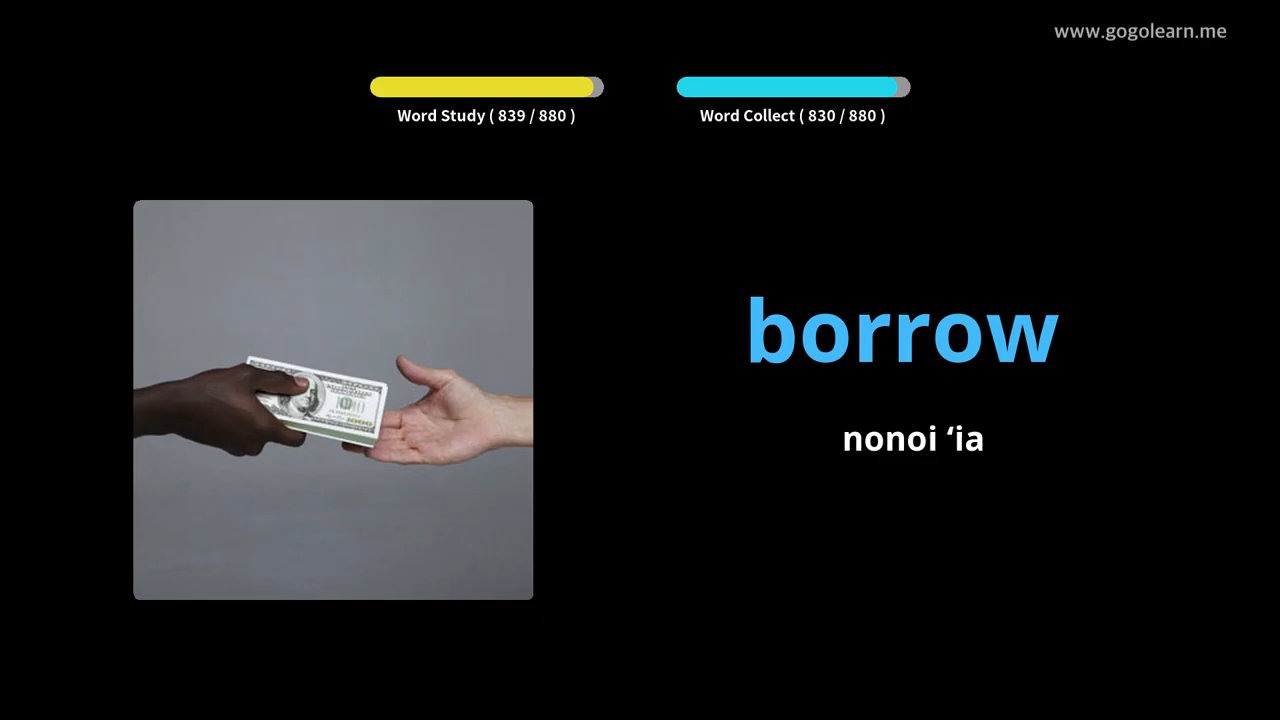 www.gogolearn.me
Word Study ( 839 / 880 )
Word Collect ( 830 / 880 )
borrow
nonoi ‘ia